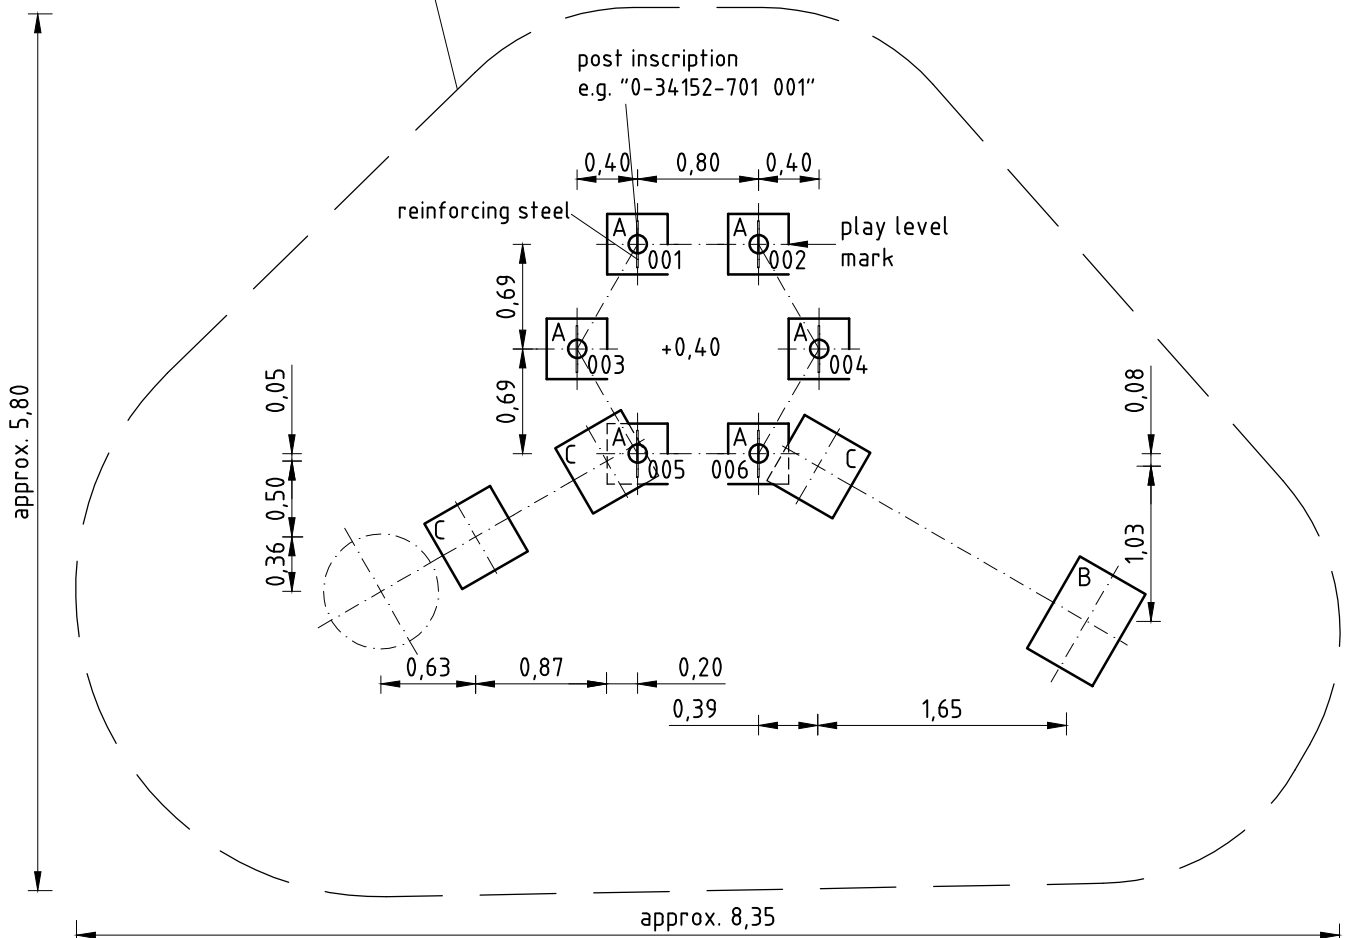 post inscription
e.g. "0-34152-701 001"
0,40
0,80
0,40
reinforcing steel
A
A
play level
mark
001
002
0,69
A
A
+0,40
003
004
0,69
0,05
0,08
approx. 5,80
A
A
C
C
005
006
0,50
C
1,03
0,36
B
0,63
0,87
0,20
0,39
1,65
approx. 8,35